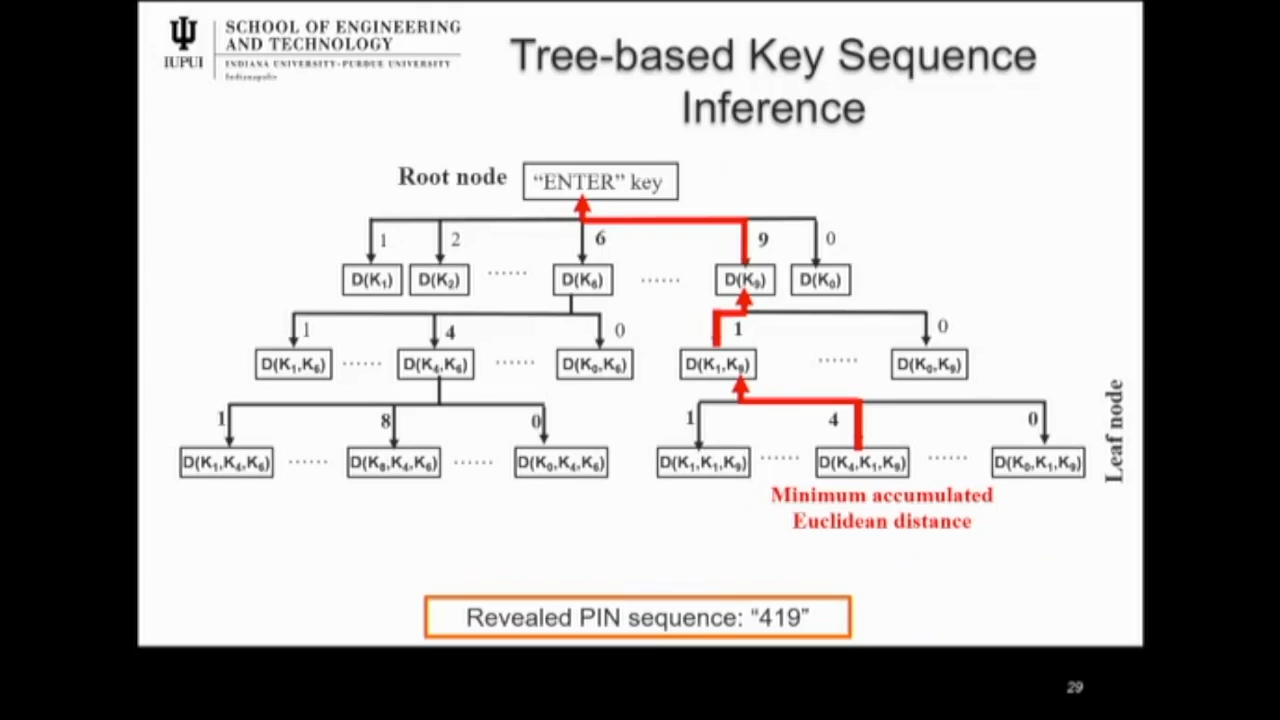 IUPUI
SCHOOL OF ENGINEERING
AND TECHNOLOGY
INDIANA UNIVERSITY-PURDUE UNIVERSITY
Indianapolis
Tree-based Key Sequence
Inference
Root node
“ENTER” key
1 2 6 9 0
D(K₁) D(K₂) ...... D(K₆) ...... D(K₉) D(K₀)
1 4 0 1 0
D(K₁,K₆) ...... D(K₄,K₆) ...... D(K₀,K₆) D(K₁,K₉) ...... D(K₀,K₉)
1 8 0 1 4 0
D(K₁,K₄,K₆) ...... D(K₈,K₄,K₆) ...... D(K₀,K₄,K₆) D(K₁,K₁,K₉) ...... D(K₄,K₁,K₉) ...... D(K₀,K₁,K₉)
Leaf node
Minimum accumulated
Euclidean distance
Revealed PIN sequence: “419”
29